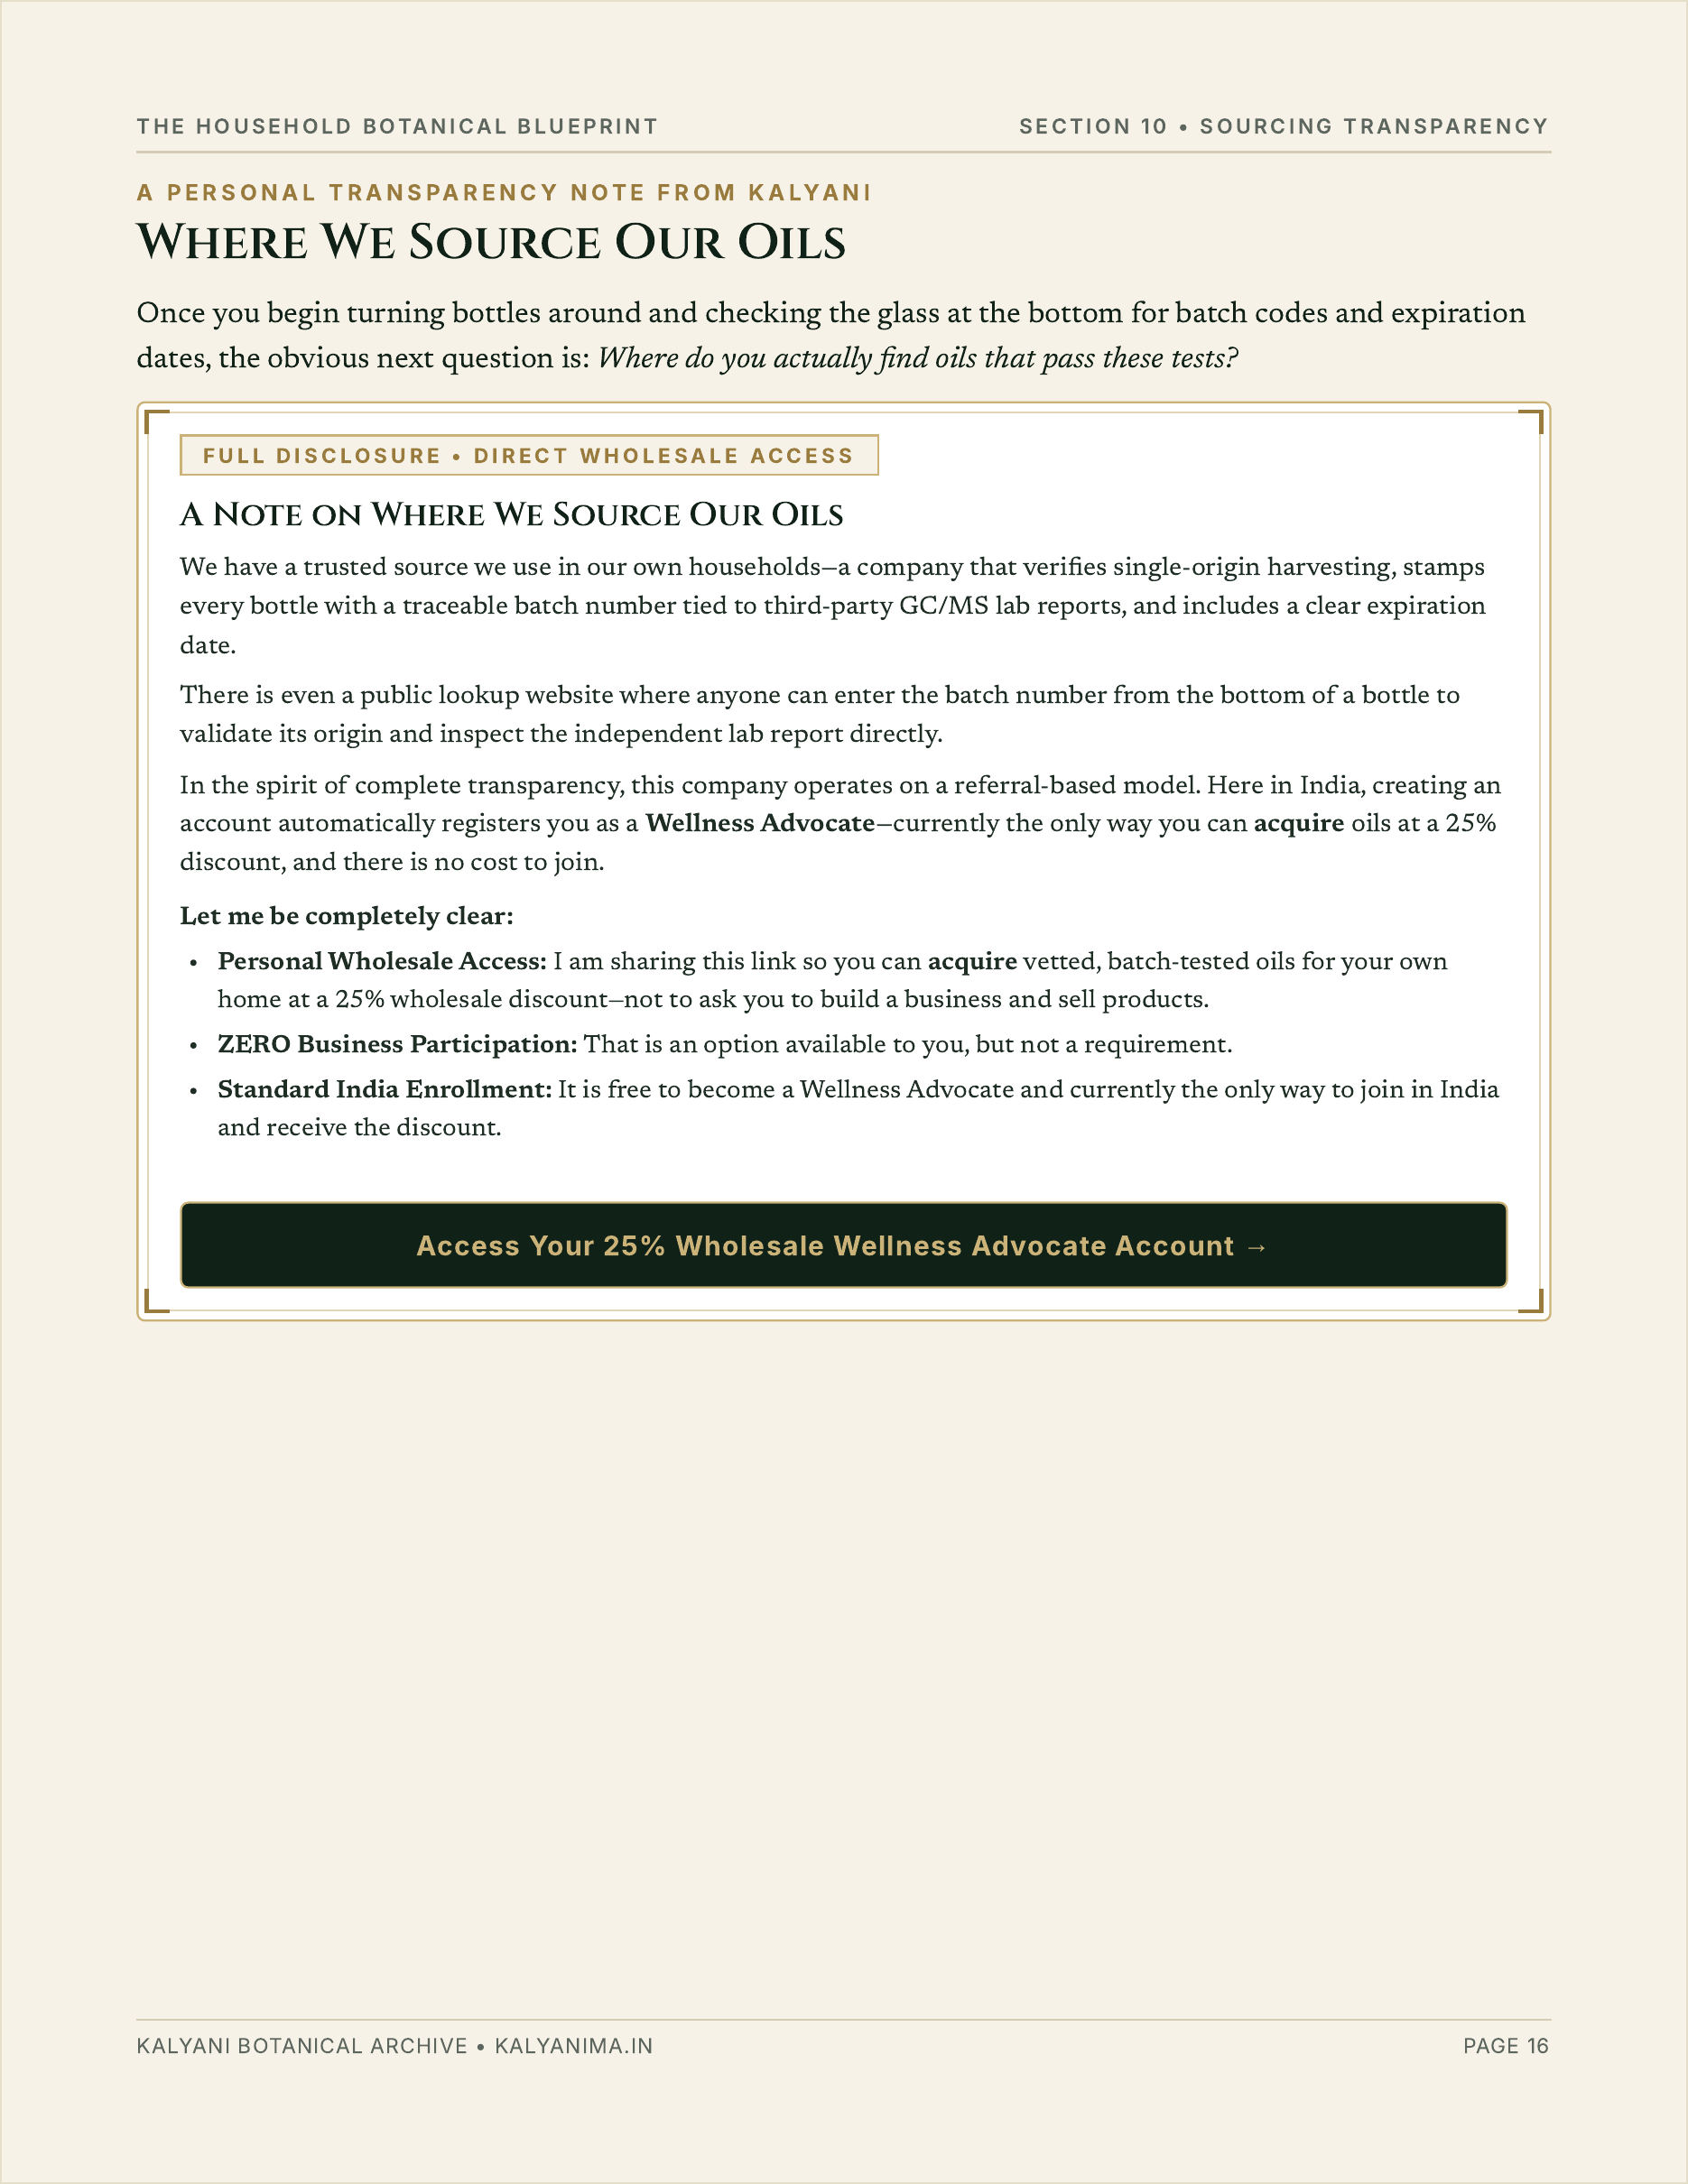 THE HOUSEHOLD BOTANICAL BLUEPRINT
SECTION 10 • SOURCING TRANSPARENCY
A PERSONAL TRANSPARENCY NOTE FROM KALYANI
WHERE WE SOURCE OUR OILS
Once you begin turning bottles around and checking the glass at the bottom for batch codes and expiration
dates, the obvious next question is: Where do you actually find oils that pass these tests?
FULL DISCLOSURE • DIRECT WHOLESALE ACCESS
A NOTE ON WHERE WE SOURCE OUR OILS
We have a trusted source we use in our own households—a company that verifies single-origin harvesting, stamps
every bottle with a traceable batch number tied to third-party GC/MS lab reports, and includes a clear expiration
date.
There is even a public lookup website where anyone can enter the batch number from the bottom of a bottle to
validate its origin and inspect the independent lab report directly.
In the spirit of complete transparency, this company operates on a referral-based model. Here in India, creating an
account automatically registers you as a Wellness Advocate—currently the only way you can acquire oils at a 25%
discount, and there is no cost to join.
Let me be completely clear:
• Personal Wholesale Access: I am sharing this link so you can acquire vetted, batch-tested oils for your own
home at a 25% wholesale discount—not to ask you to build a business and sell products.
• ZERO Business Participation: That is an option available to you, but not a requirement.
• Standard India Enrollment: It is free to become a Wellness Advocate and currently the only way to join in India
and receive the discount.
Access Your 25% Wholesale Wellness Advocate Account →
KALYANI BOTANICAL ARCHIVE • KALYANIMA.IN
PAGE 16